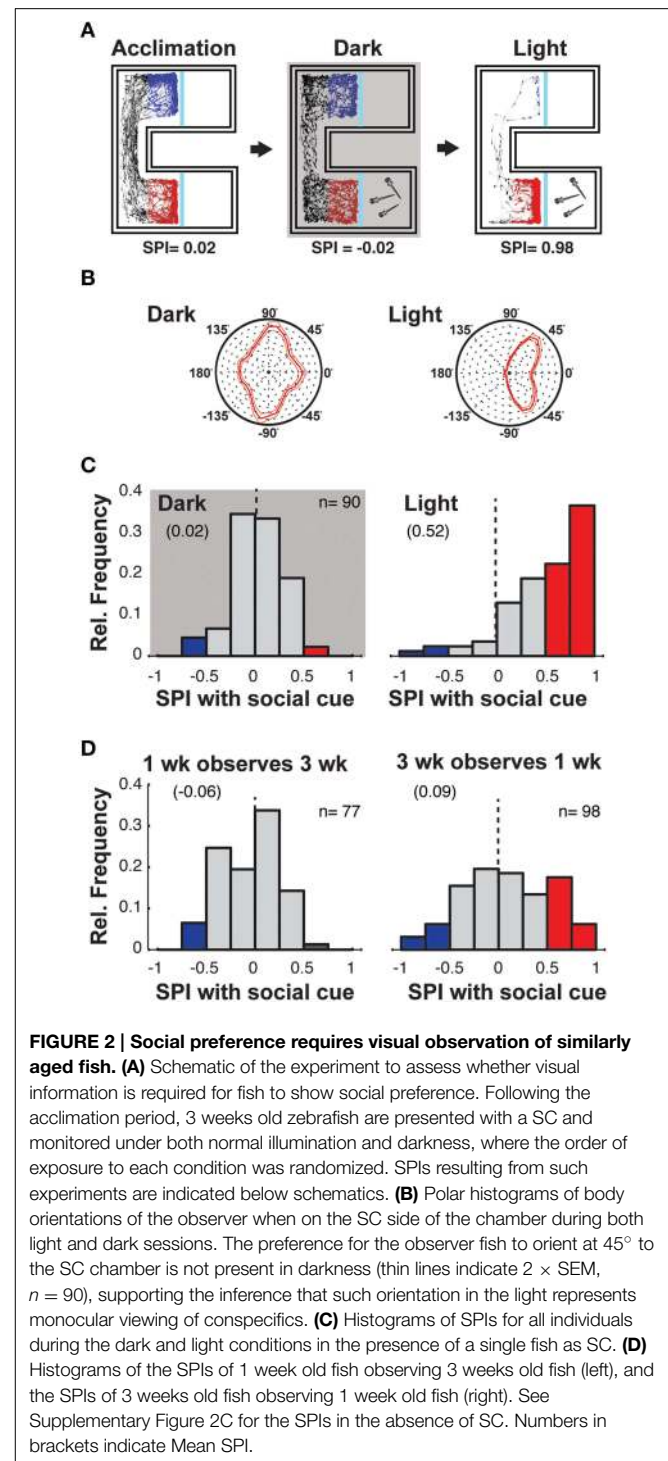 A
Acclimation Dark Light
SPI= 0.02 SPI = -0.02 SPI= 0.98
B
Dark Light
90° 90°
135° 45° 135° 45°
180° 0° 180° 0°
-135° -45° -135° -45°
-90° -90°
C
0.4
Dark n= 90 Light
(0.02) (0.52)
0.3
0.2
0.1
0
Rel. Frequency
-1 -0.5 0 0.5 1 -1 -0.5 0 0.5 1
SPI with social cue SPI with social cue
D
1 wk observes 3 wk 3 wk observes 1 wk
0.4
(-0.06) (0.09)
n= 77 n= 98
0.3
0.2
0.1
0
Rel. Frequency
-1 -0.5 0 0.5 1 -1 -0.5 0 0.5 1
SPI with social cue SPI with social cue
FIGURE 2 | Social preference requires visual observation of similarly
aged fish. (A) Schematic of the experiment to assess whether visual
information is required for fish to show social preference. Following the
acclimation period, 3 weeks old zebrafish are presented with a SC and
monitored under both normal illumination and darkness, where the order of
exposure to each condition was randomized. SPIs resulting from such
experiments are indicated below schematics. (B) Polar histograms of body
orientations of the observer when on the SC side of the chamber during both
light and dark sessions. The preference for the observer fish to orient at 45° to
the SC chamber is not present in darkness (thin lines indicate 2 × SEM,
n = 90), supporting the inference that such orientation in the light represents
monocular viewing of conspecifics. (C) Histograms of SPIs for all individuals
during the dark and light conditions in the presence of a single fish as SC. (D)
Histograms of the SPIs of 1 week old fish observing 3 weeks old fish (left), and
the SPIs of 3 weeks old fish observing 1 week old fish (right). See
Supplementary Figure 2C for the SPIs in the absence of SC. Numbers in
brackets indicate Mean SPI.